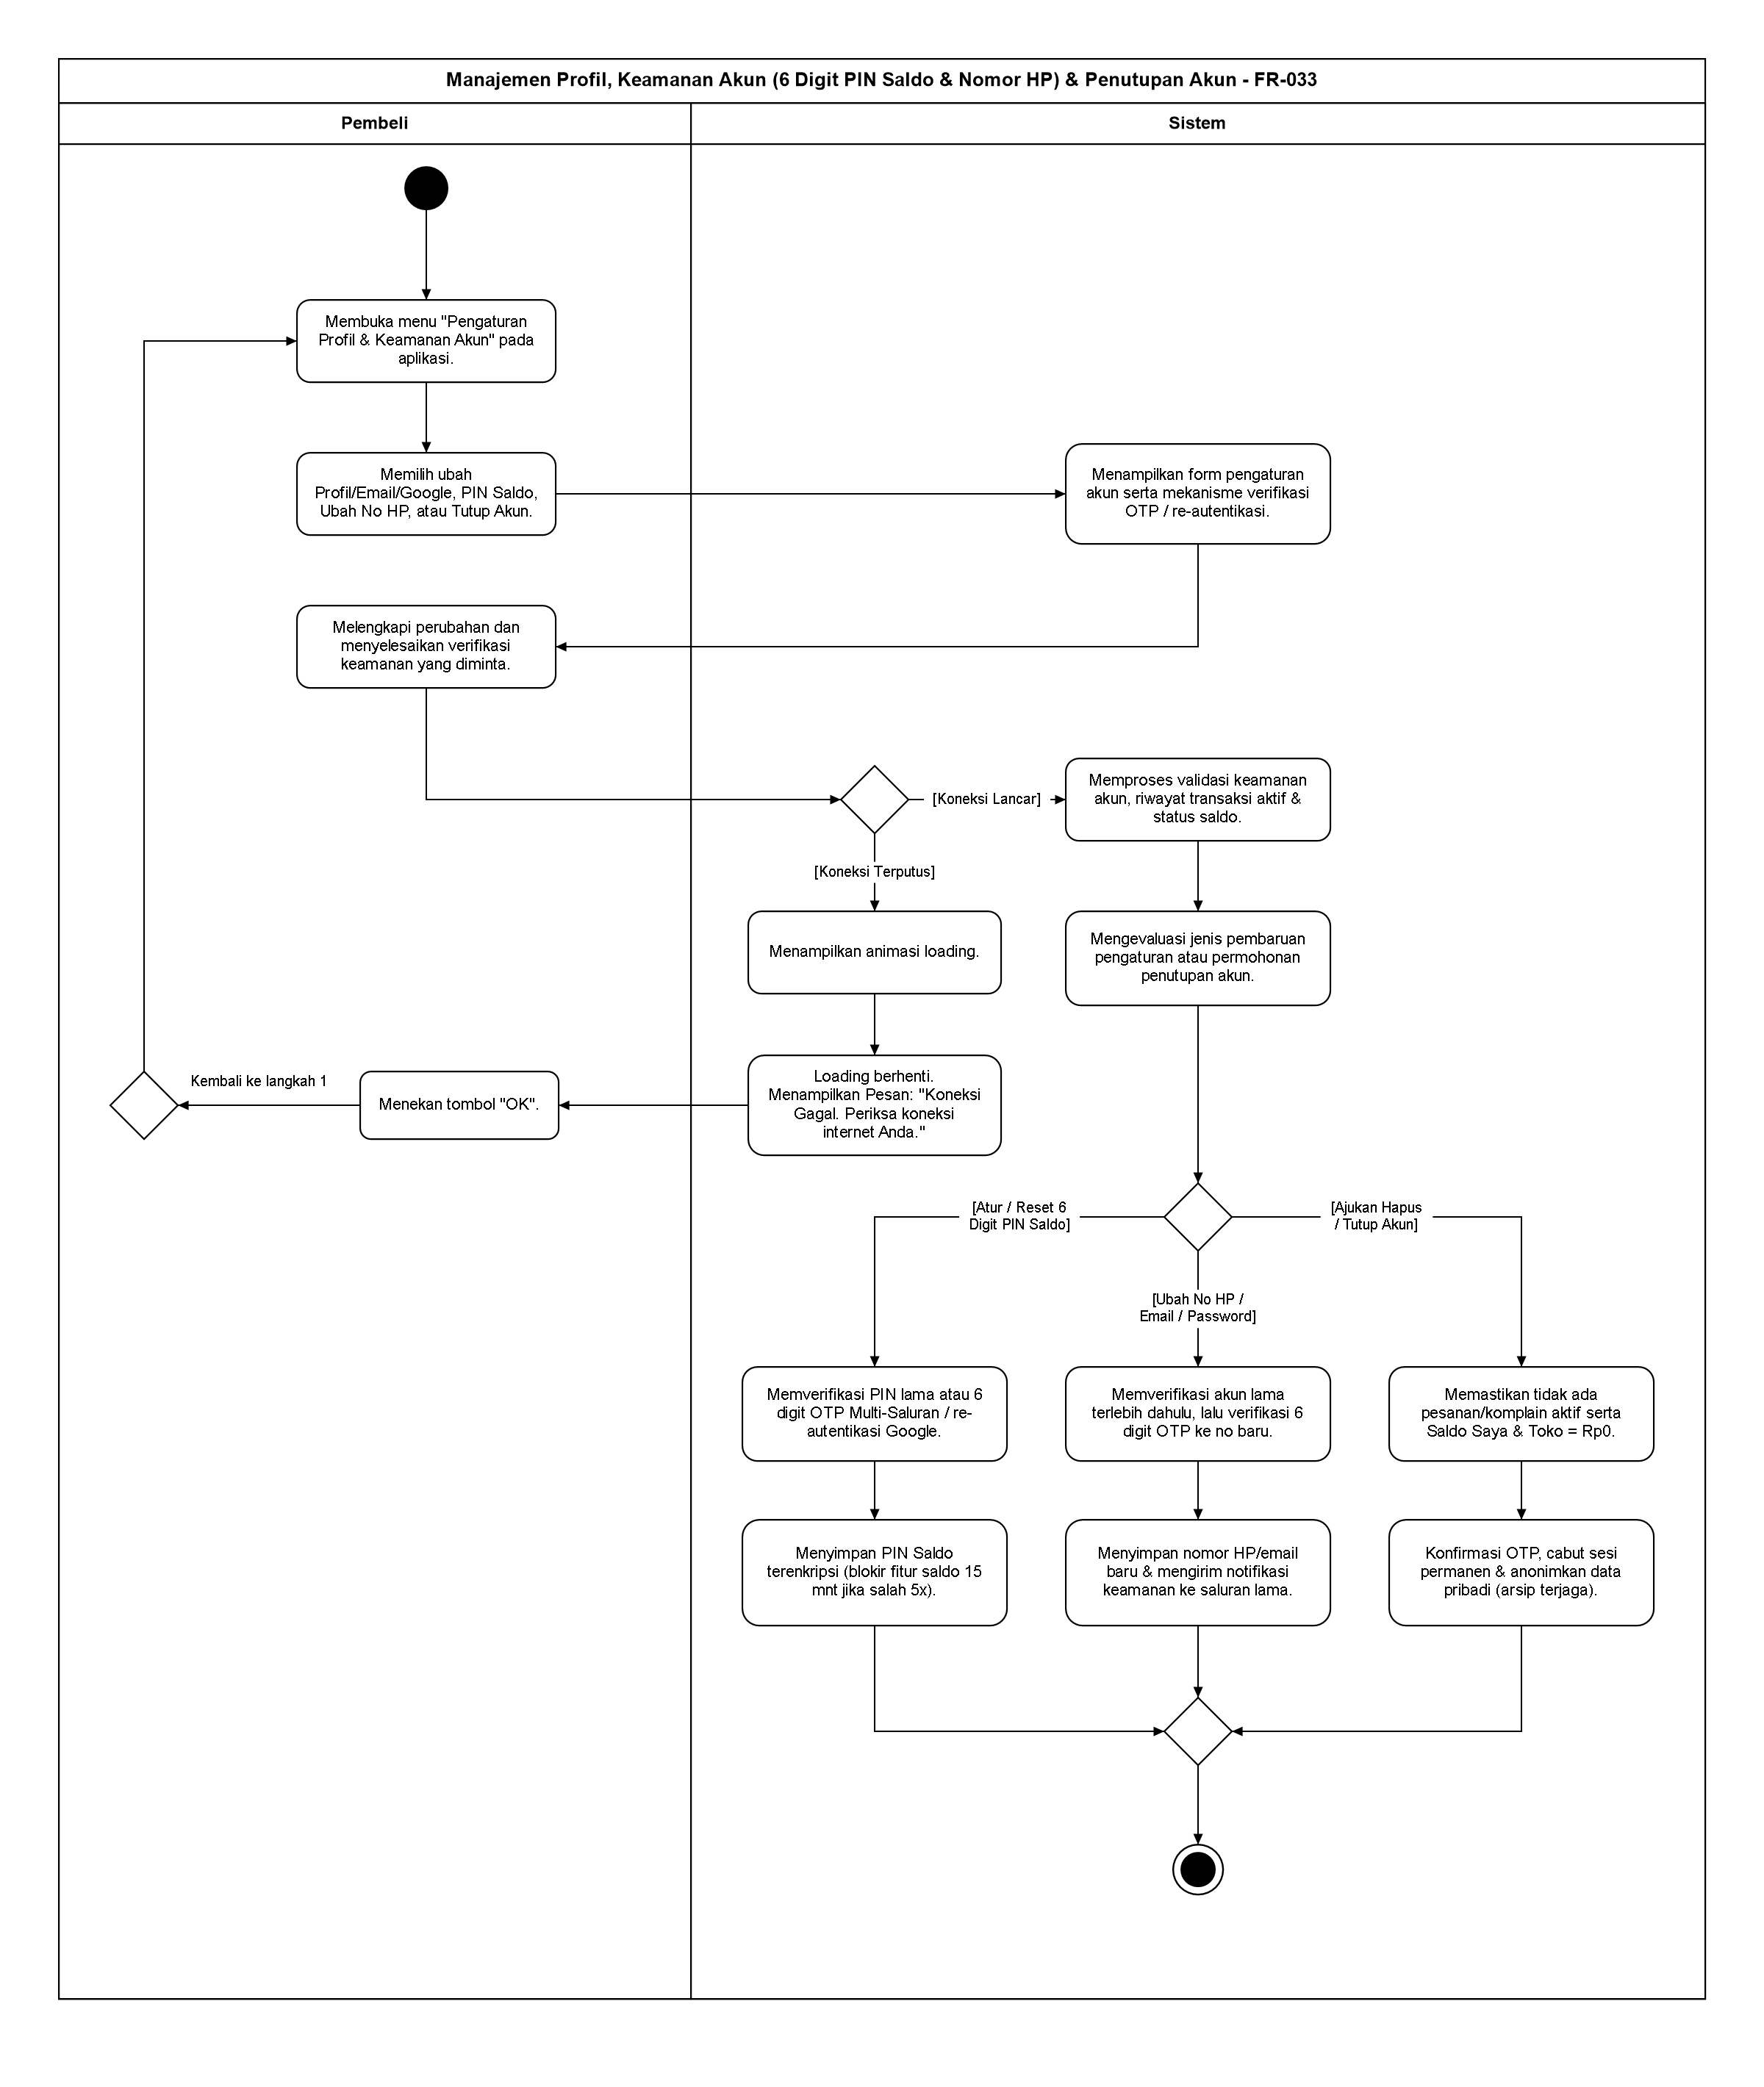 Manajemen Profil, Keamanan Akun (6 Digit PIN Saldo & Nomor HP) & Penutupan Akun - FR-033
Pembeli
Sistem
Membuka menu "Pengaturan
Profil & Keamanan Akun" pada
aplikasi.
Memilih ubah
Profil/Email/Google, PIN Saldo,
Ubah No HP, atau Tutup Akun.
Menampilkan form pengaturan
akun serta mekanisme verifikasi
OTP / re-autentikasi.
Melengkapi perubahan dan
menyelesaikan verifikasi
keamanan yang diminta.
[Koneksi Lancar]
Memproses validasi keamanan
akun, riwayat transaksi aktif &
status saldo.
[Koneksi Terputus]
Menampilkan animasi loading.
Mengevaluasi jenis pembaruan
pengaturan atau permohonan
penutupan akun.
Loading berhenti.
Menampilkan Pesan: "Koneksi
Gagal. Periksa koneksi
internet Anda."
Menekan tombol "OK".
Kembali ke langkah 1
[Atur / Reset 6
Digit PIN Saldo]
[Ajukan Hapus
/ Tutup Akun]
[Ubah No HP /
Email / Password]
Memverifikasi PIN lama atau 6
digit OTP Multi-Saluran / re-
autentikasi Google.
Memverifikasi akun lama
terlebih dahulu, lalu verifikasi 6
digit OTP ke no baru.
Memastikan tidak ada
pesanan/komplain aktif serta
Saldo Saya & Toko = Rp0.
Menyimpan PIN Saldo
terenkripsi (blokir fitur saldo 15
mnt jika salah 5x).
Menyimpan nomor HP/email
baru & mengirim notifikasi
keamanan ke saluran lama.
Konfirmasi OTP, cabut sesi
permanen & anonimkan data
pribadi (arsip terjaga).